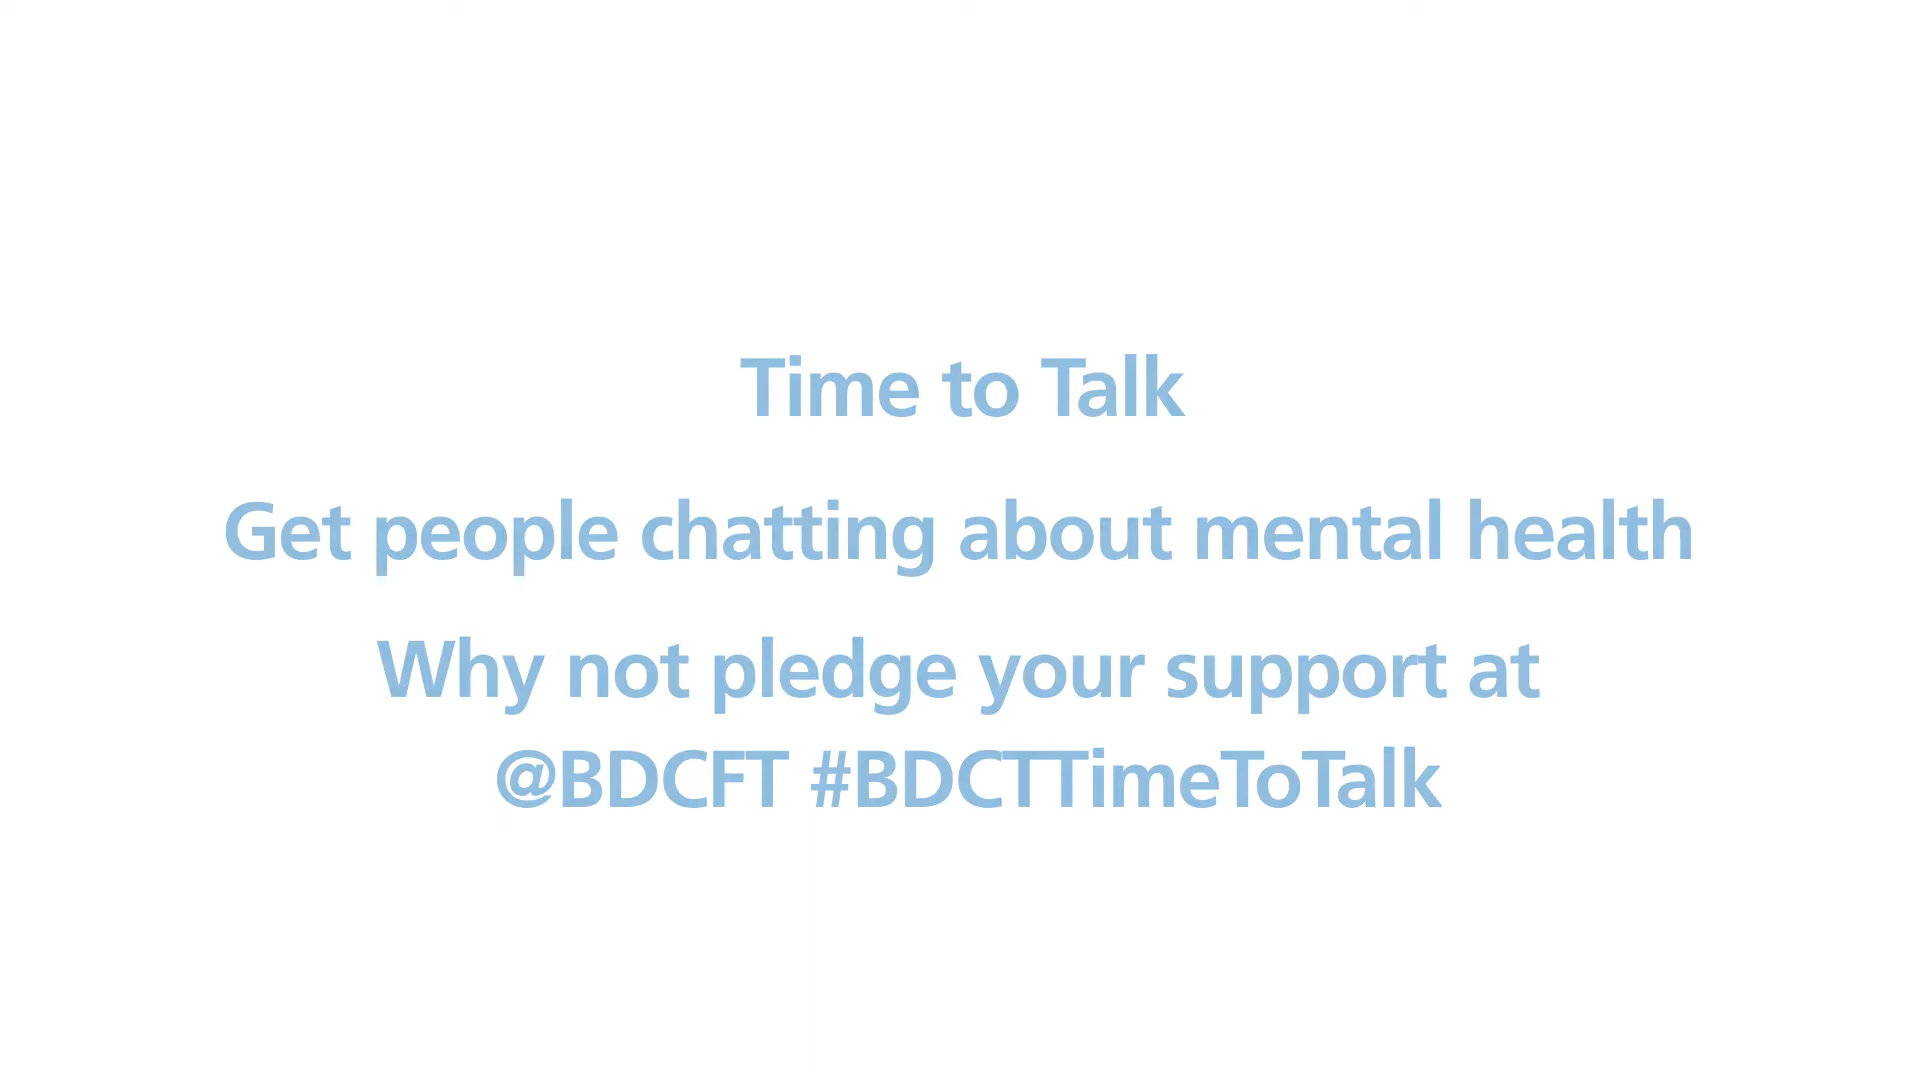 Time to Talk
Get people chatting about mental health
Why not pledge your support at
@BDCFT #BDCTTimeToTalk